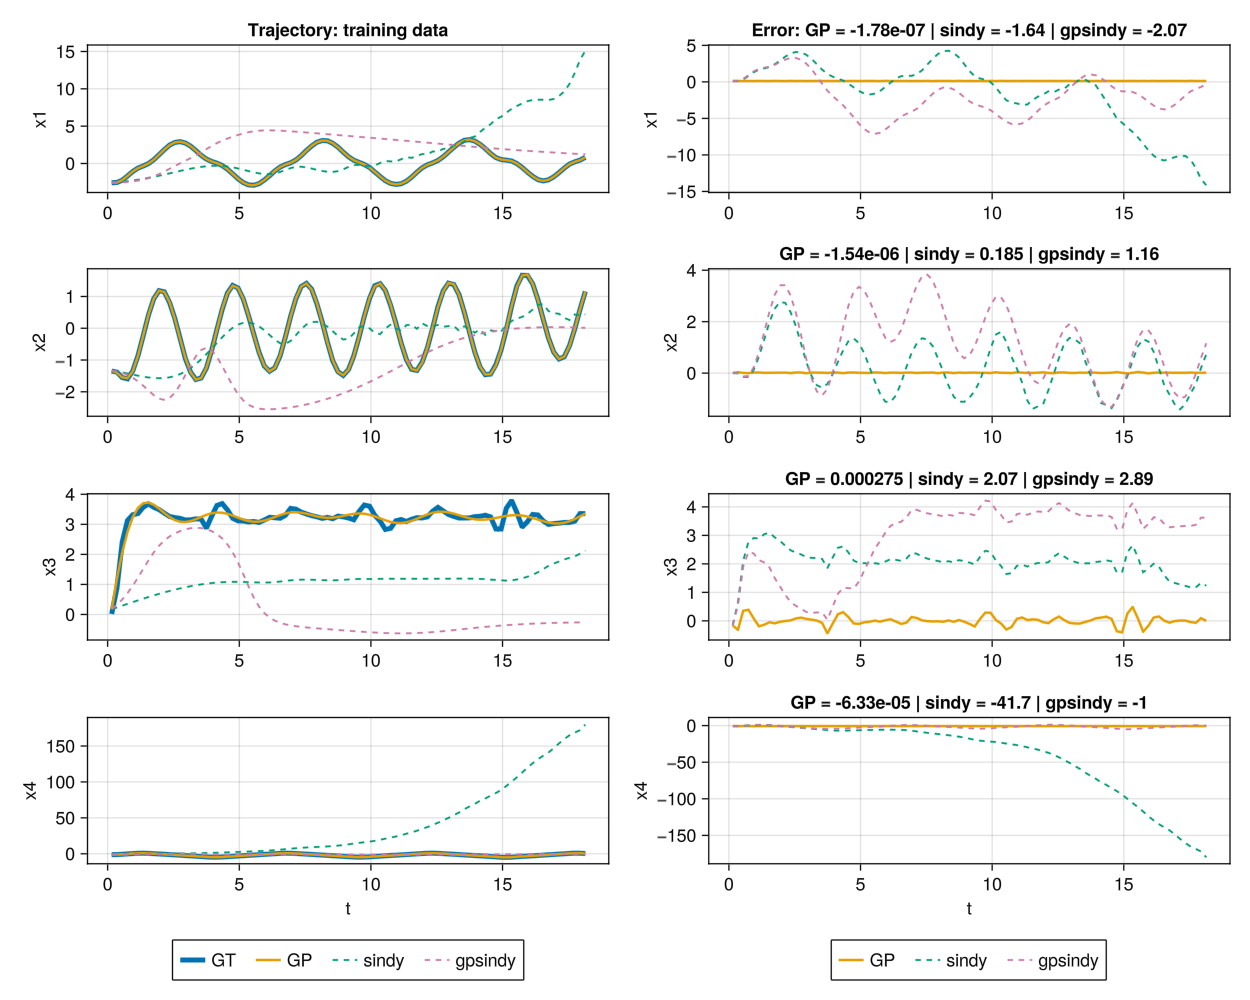 Trajectory: training data
x1
15
10
5
0
0 5 10 15
Error: GP = -1.78e-07 | sindy = -1.64 | gpsindy = -2.07
x1
5
0
−5
−10
−15
0 5 10 15
x2
1
0
−1
−2
0 5 10 15
GP = -1.54e-06 | sindy = 0.185 | gpsindy = 1.16
x2
4
2
0
0 5 10 15
x3
4
3
2
1
0
0 5 10 15
GP = 0.000275 | sindy = 2.07 | gpsindy = 2.89
x3
4
3
2
1
0
0 5 10 15
x4
150
100
50
0
0 5 10 15
t
GP = -6.33e-05 | sindy = -41.7 | gpsindy = -1
x4
0
−50
−100
−150
0 5 10 15
t
GT GP sindy gpsindy
GP sindy gpsindy